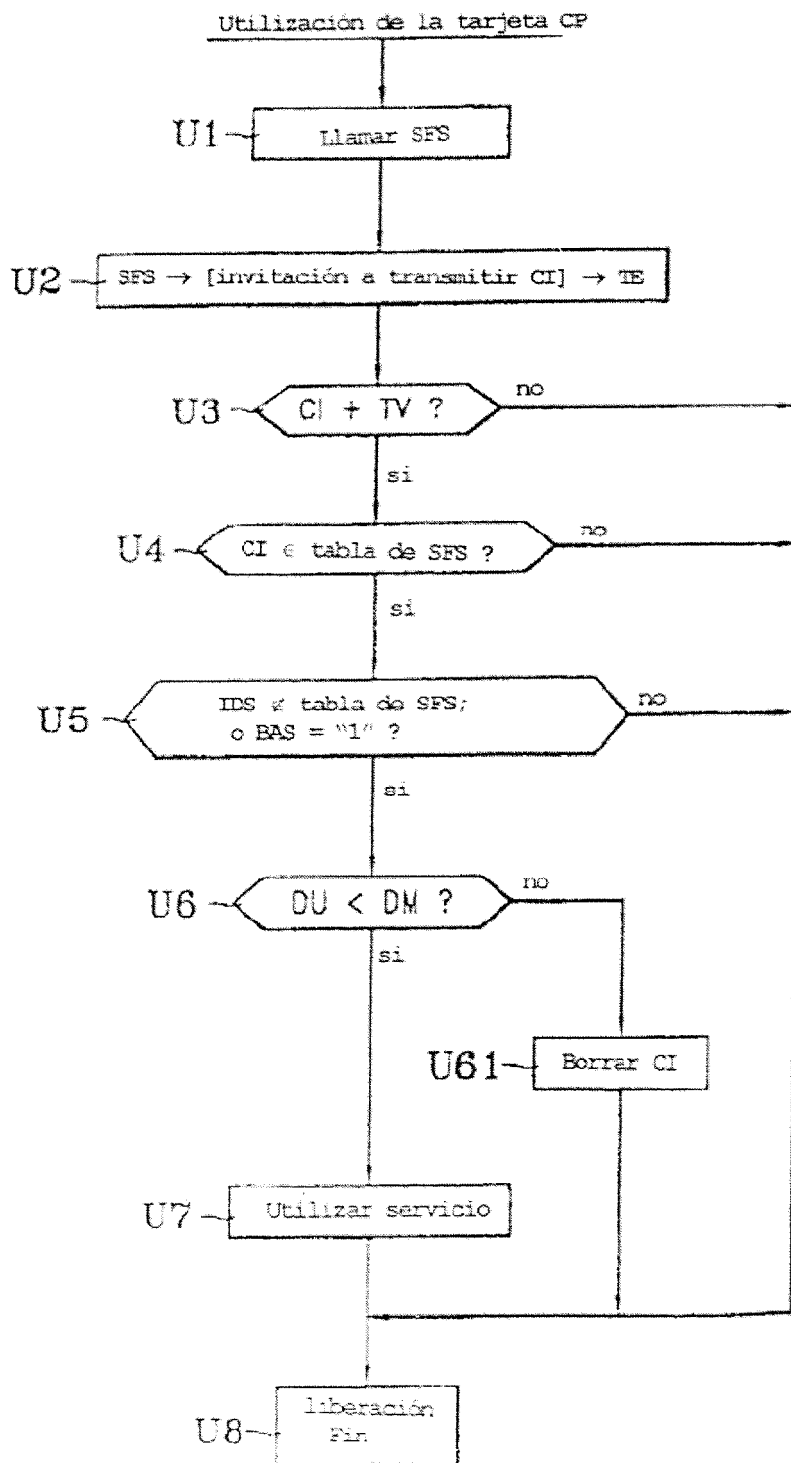 Utilización de la tarjeta CP
U1
Llamar SFS
U2
SFS → [invitación a transmitir CI] → TE
U3
CI + TV ?
no
si
U4
CI ∈ tabla de SFS ?
no
si
U5
IDS ∉ tabla de SFS;
o BAS = "1" ?
no
si
U6
DU < DM ?
no
si
U61
Borrar CI
U7
Utilizar servicio
U8
liberación
Fin